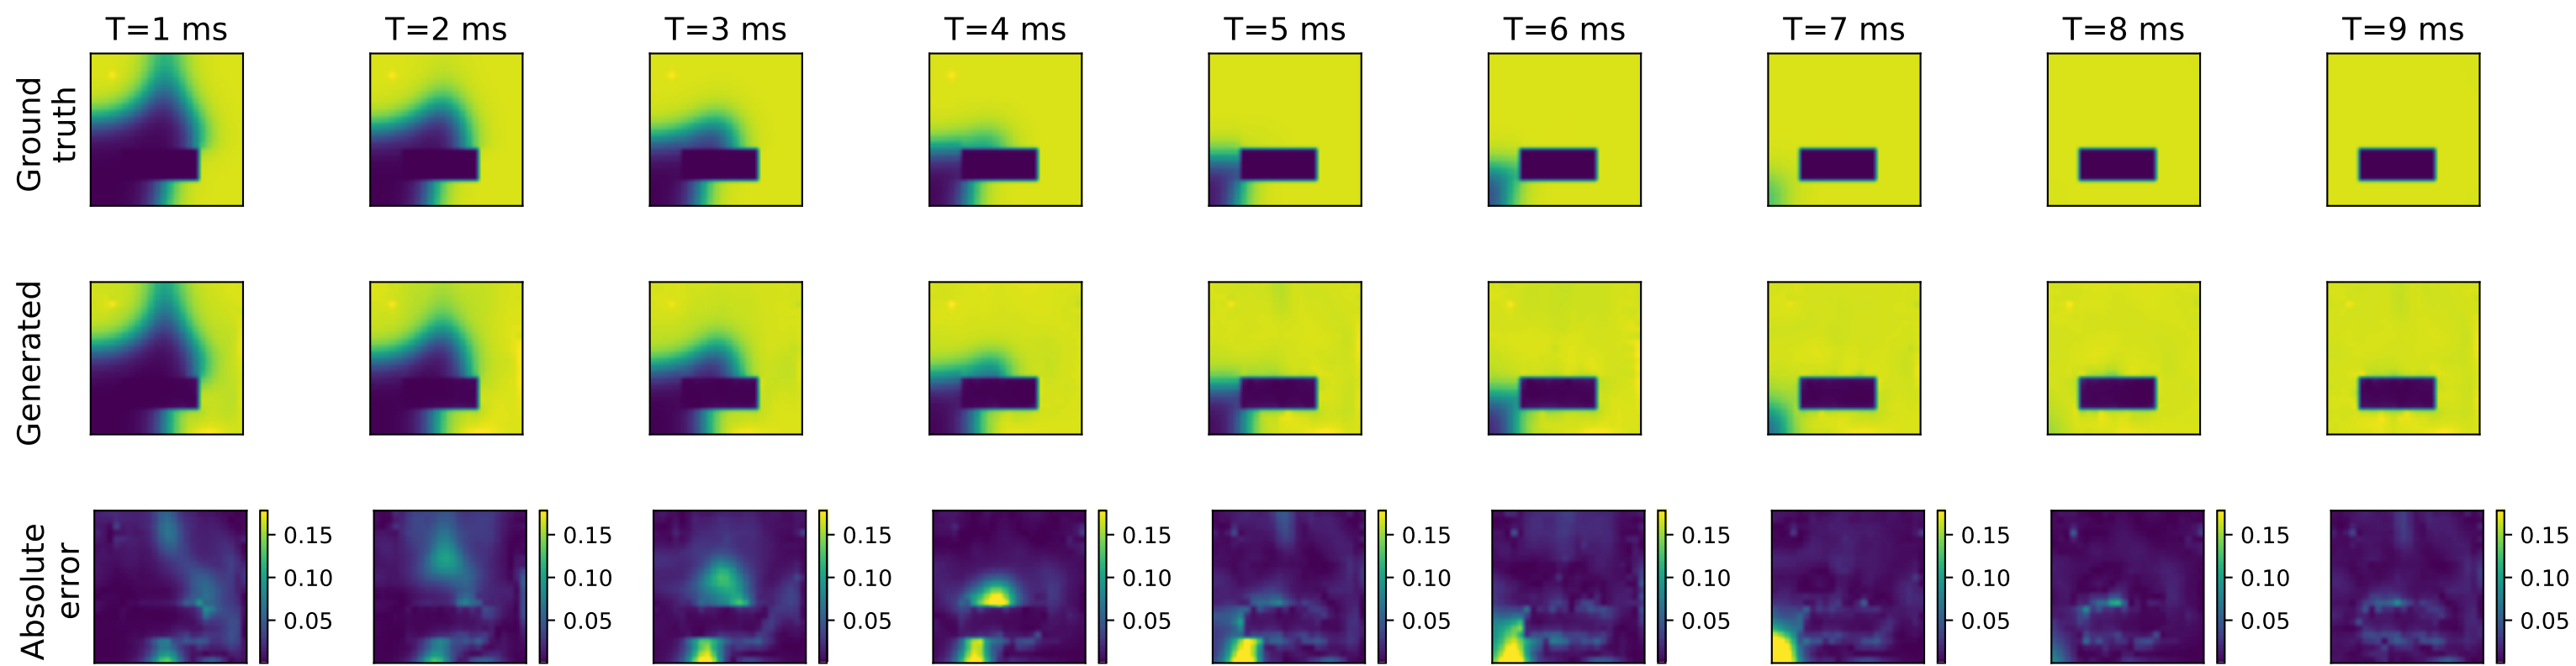 T=1 ms T=2 ms T=3 ms T=4 ms T=5 ms T=6 ms T=7 ms T=8 ms T=9 ms
Ground
truth
Generated
Absolute
error
0.15 0.15 0.15 0.15 0.15 0.15 0.15 0.15 0.15
0.10 0.10 0.10 0.10 0.10 0.10 0.10 0.10 0.10
0.05 0.05 0.05 0.05 0.05 0.05 0.05 0.05 0.05